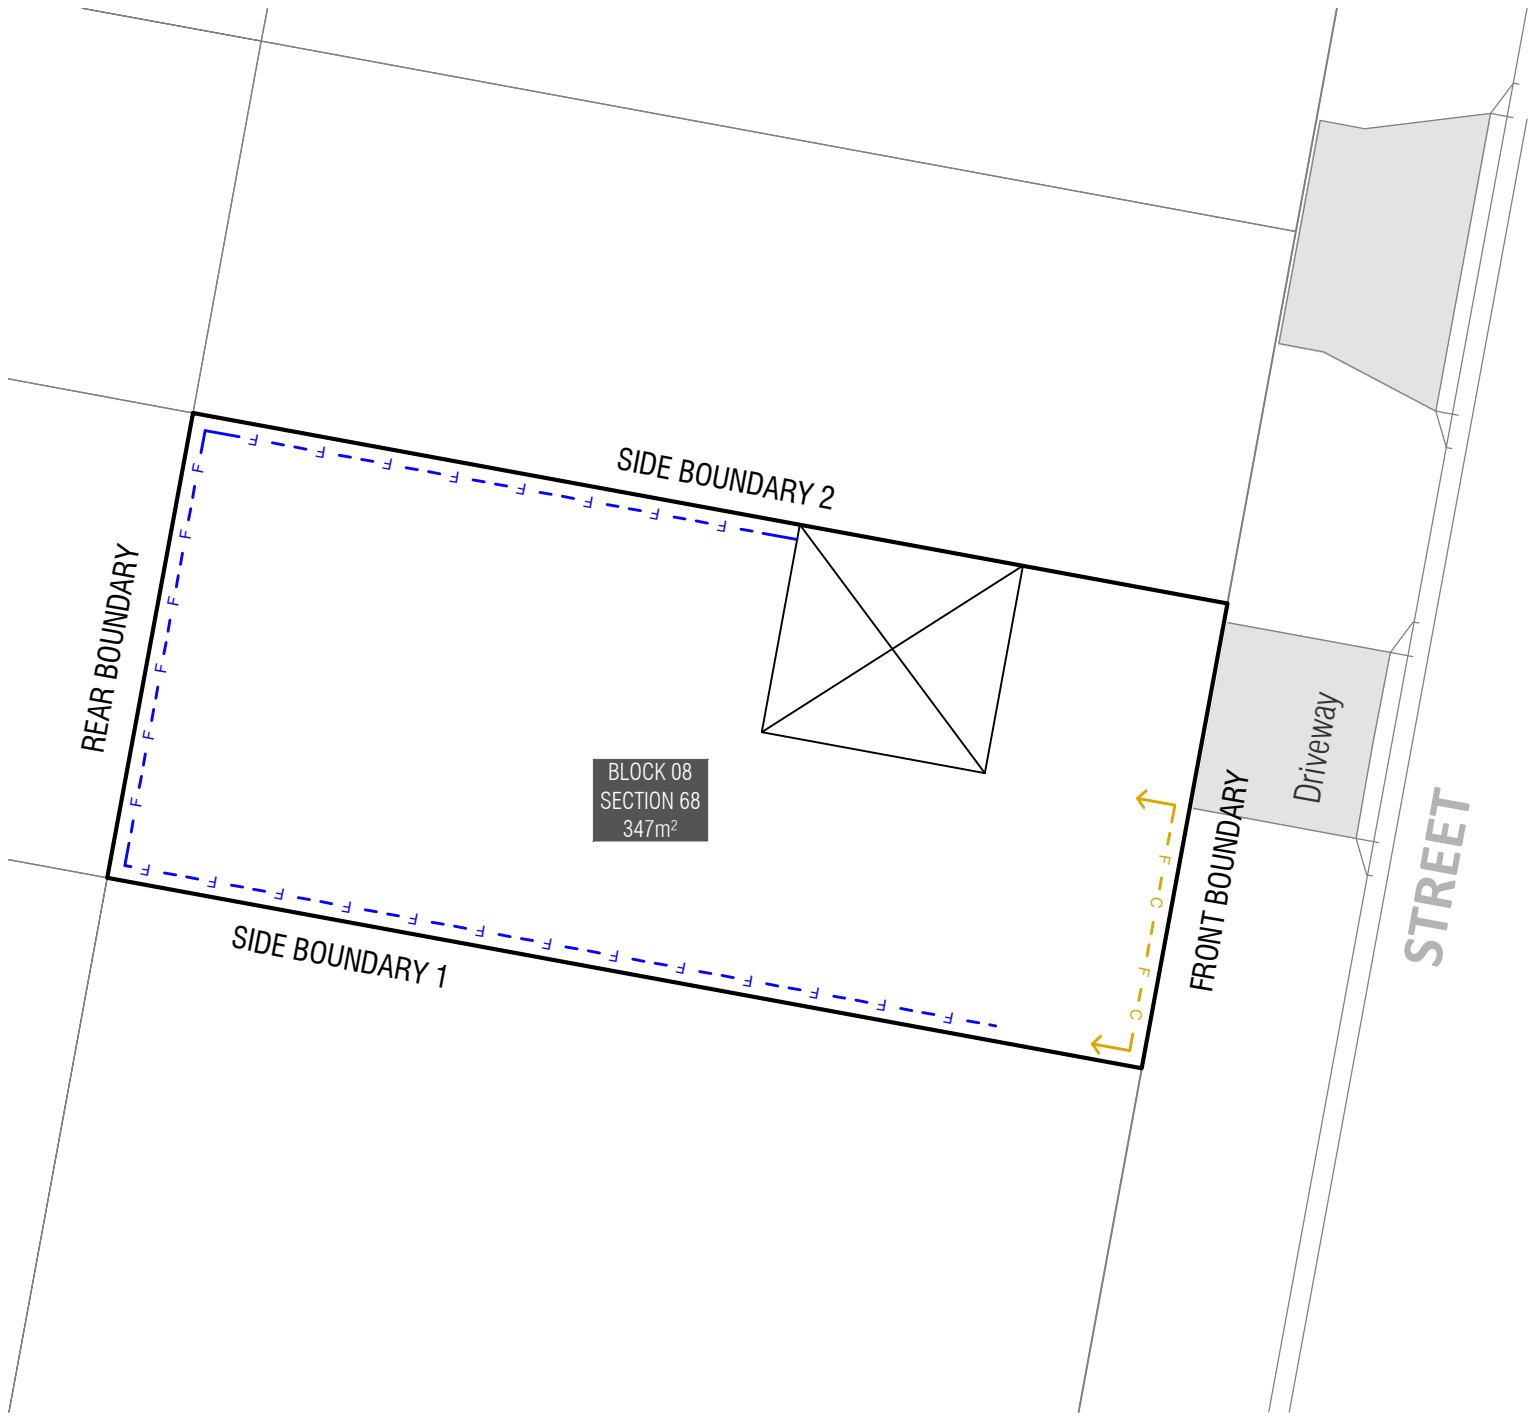 SIDE BOUNDARY 2
F F F F F F F F
F F F F F F
REAR BOUNDARY
BLOCK 08
SECTION 68
347m²
Driveway
FRONT BOUNDARY
STREET
F C F C
F F F F F F F F F F F F F
SIDE BOUNDARY 1